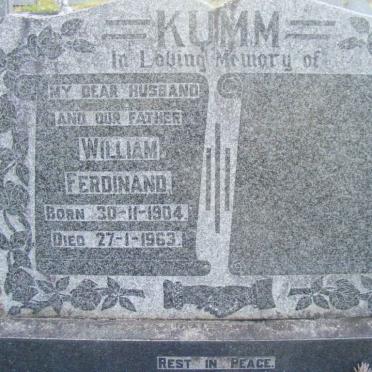 KUMM
In Loving Memory of
MY DEAR HUSBAND
AND OUR FATHER
WILLIAM
FERDINAND
BORN 30-11-1904
DIED 27-1-1963
REST IN PEACE.